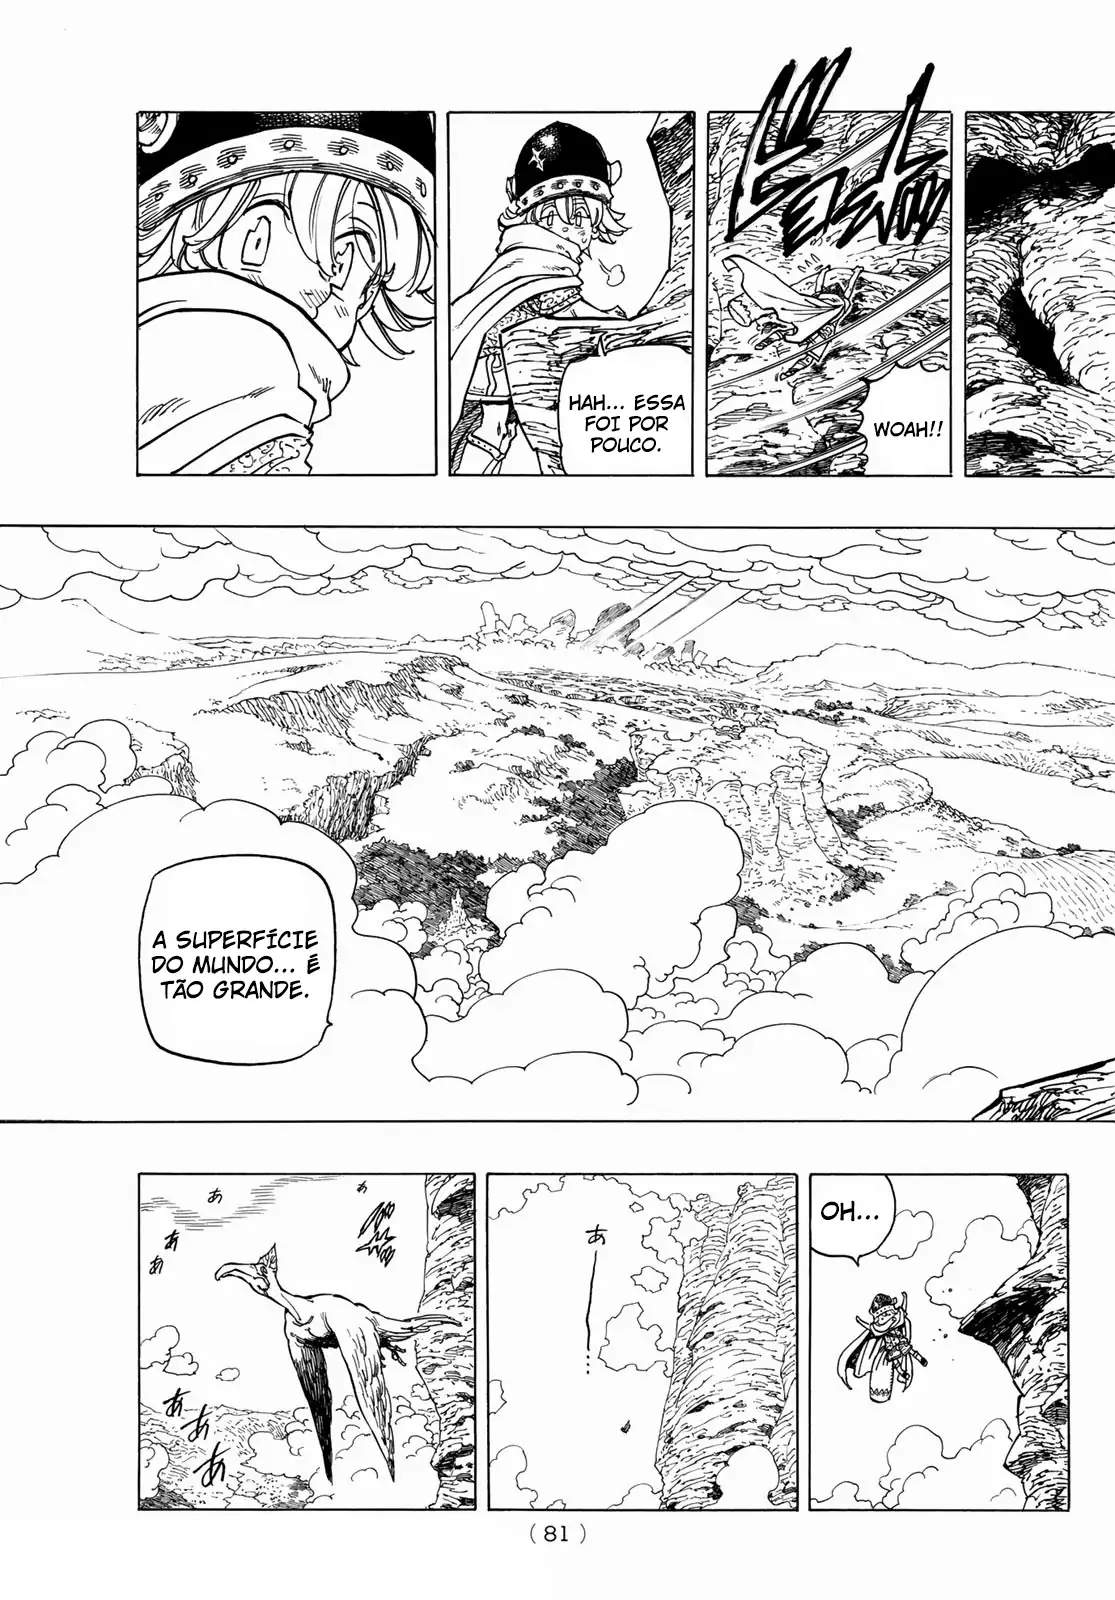 WOAH!!
HAH... ESSA
FOI POR
POUCO.
A SUPERFÍCIE
DO MUNDO... É
TÃO GRANDE.
OH...
あ
あ
あ
あ
あ
あ
あ
あ
( 81 )